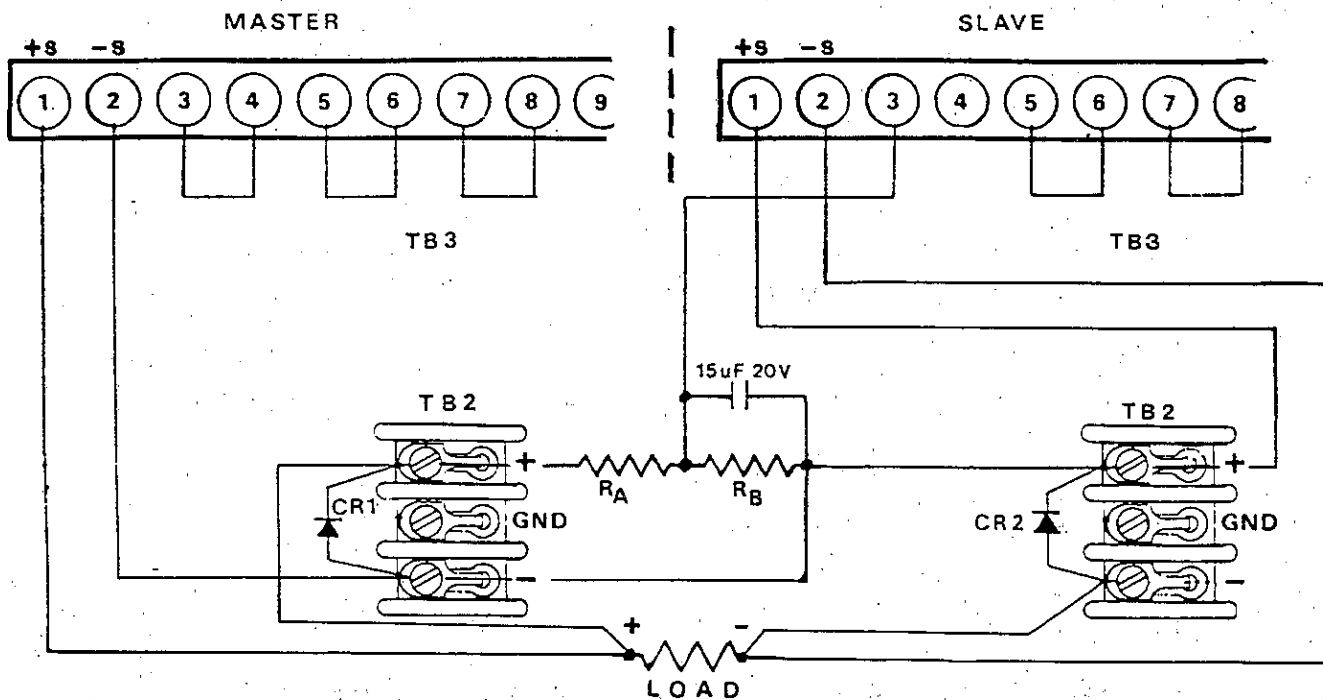 MASTER
SLAVE
+S -S
+S -S
1 2 3 4 5 6 7 8 9
1 2 3 4 5 6 7 8
TB3
TB3
15uF 20V
TB2
TB2
+
+
RA
RB
CR1
GND
CR2
GND
-
-
+ -
LOAD